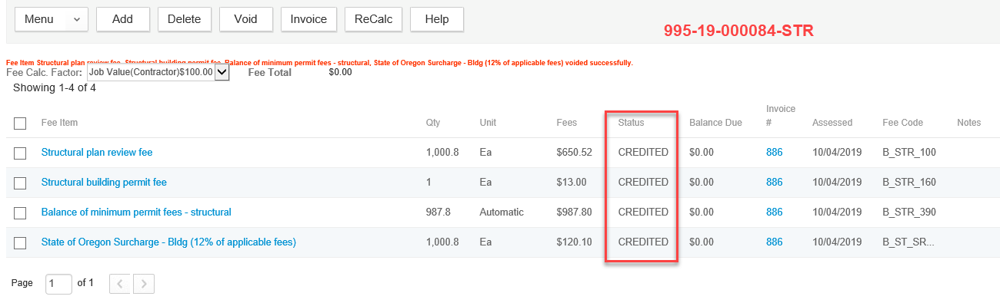 Menu Add Delete Void Invoice ReCalc Help
995-19-000084-STR
Fee Item Structural plan review fee, Structural building permit fee, Balance of minimum permit fees - structural, State of Oregon Surcharge - Bldg (12% of applicable fees) voided successfully.
Fee Calc. Factor: Job Value(Contractor)$100.00 Fee Total $0.00
Showing 1-4 of 4
Fee Item Qty Unit Fees Status Balance Due Invoice # Assessed Fee Code Notes
Structural plan review fee 1,000.8 Ea $650.52 CREDITED $0.00 886 10/04/2019 B_STR_100
Structural building permit fee 1 Ea $13.00 CREDITED $0.00 886 10/04/2019 B_STR_160
Balance of minimum permit fees - structural 987.8 Automatic $987.80 CREDITED $0.00 886 10/04/2019 B_STR_390
State of Oregon Surcharge - Bldg (12% of applicable fees) 1,000.8 Ea $120.10 CREDITED $0.00 886 10/04/2019 B_ST_SR...
Page 1 of 1